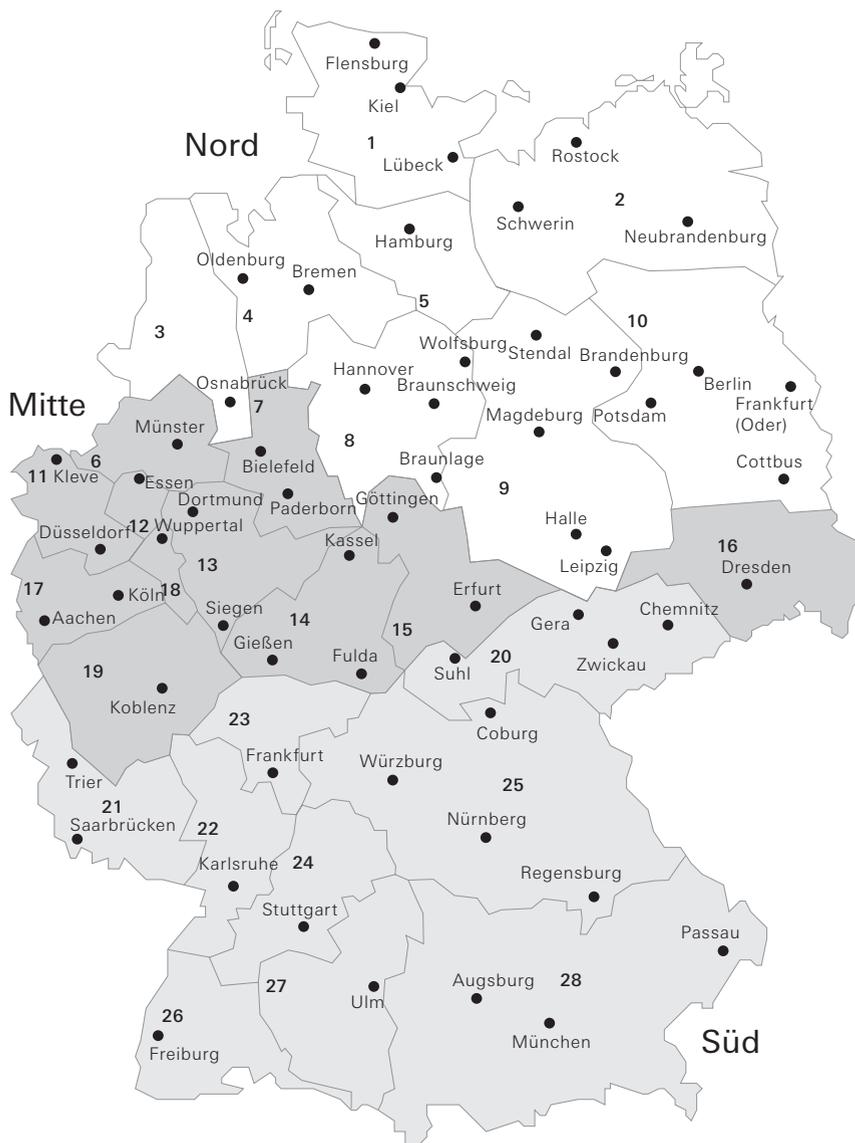 Flensburg
Kiel
Nord
1
Lübeck
Rostock
2
Schwerin
Neubrandenburg
Hamburg
Oldenburg
Bremen
5
4
3
10
Wolfsburg
Stendal
Brandenburg
Hannover
Osnabrück
Braunschweig
Berlin
Mitte
7
Magdeburg
Potsdam
Frankfurt
(Oder)
Münster
8
6
Bielefeld
Braunlage
Cottbus
11 Kleve
Essen
9
Dortmund
Paderborn
Göttingen
Düsseldorf
12
Wuppertal
Halle
Kassel
16
Leipzig
13
Dresden
17
Köln
18
Erfurt
Siegen
Chemnitz
Aachen
14
Gera
15
Gießen
Fulda
20
Zwickau
19
Suhl
Koblenz
23
Coburg
Frankfurt
Würzburg
Trier
25
21
Saarbrücken
22
Nürnberg
Karlsruhe
24
Regensburg
Stuttgart
Passau
27
Augsburg
28
Ulm
26
München
Süd
Freiburg